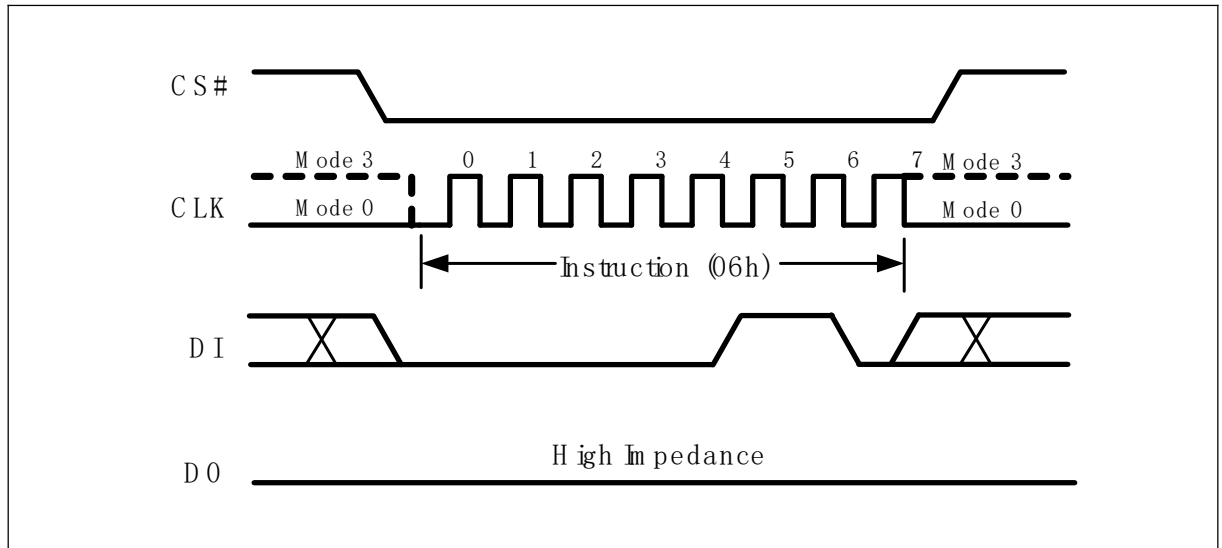 CS#
Mode 3 0 1 2 3 4 5 6 7 Mode 3
CLK Mode 0 Mode 0
Instruction (06h)
DI
High Impedance
DO